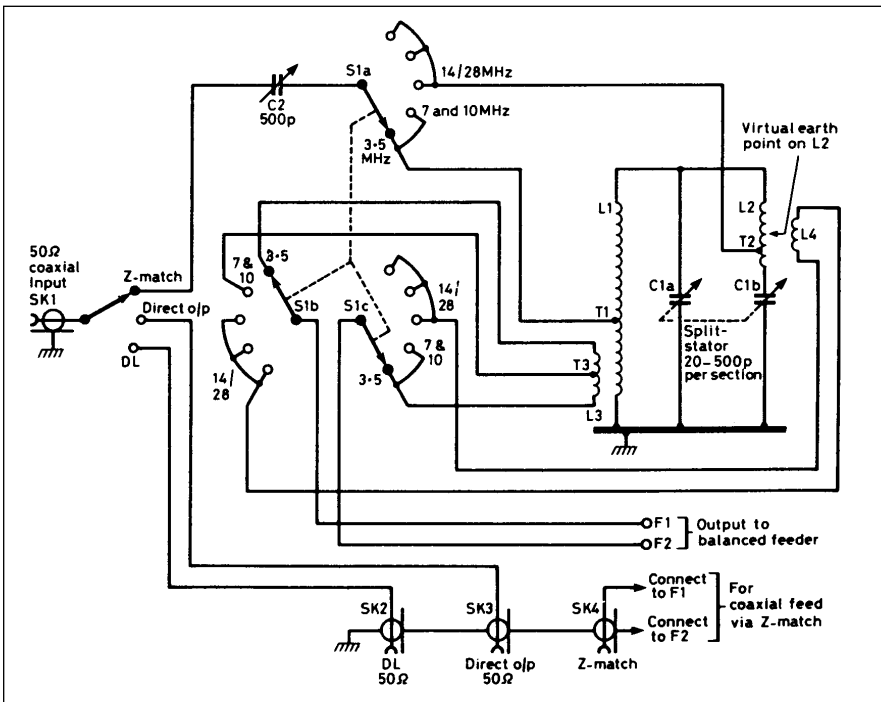 S1a
14/28MHz
C2
500p
7 and 10MHz
3·5
MHz
Virtual earth
point on L2
L1
L2
T2
L4
50Ω
coaxial
Input
SK1
Z-match
Direct o/p
DL
7 &
10
3·5
S1b
S1c
14/
28
7 &
10
3·5
14/
28
T1
T3
L3
C1a
C1b
Split-
stator
20–500p
per section
F1
F2
Output to
balanced feeder
SK2
SK3
SK4
DL
50Ω
Direct o/p
50Ω
Z-match
Connect
to F1
Connect
to F2
For
coaxial feed
via Z-match